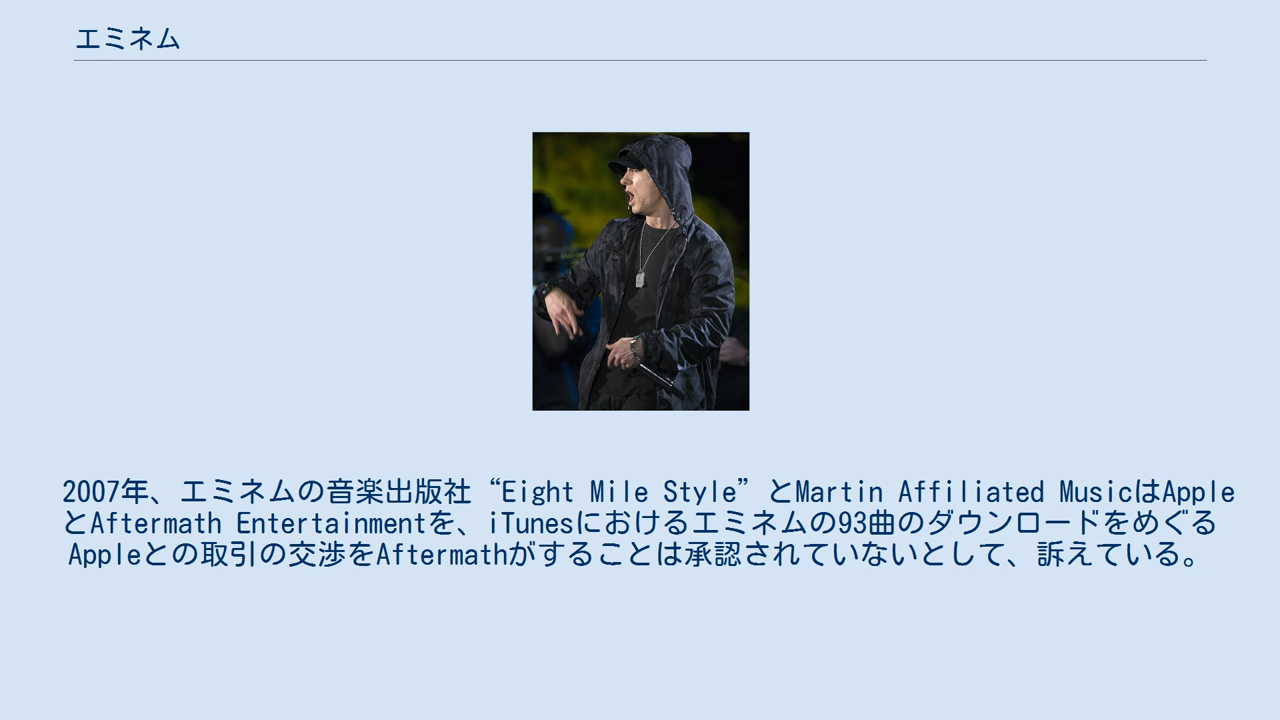 エミネム
2007年、エミネムの音楽出版社“Eight Mile Style”とMartin Affiliated MusicはApple
とAftermath Entertainmentを、iTunesにおけるエミネムの93曲のダウンロードをめぐる
Appleとの取引の交渉をAftermathがすることは承認されていないとして、訴えている。